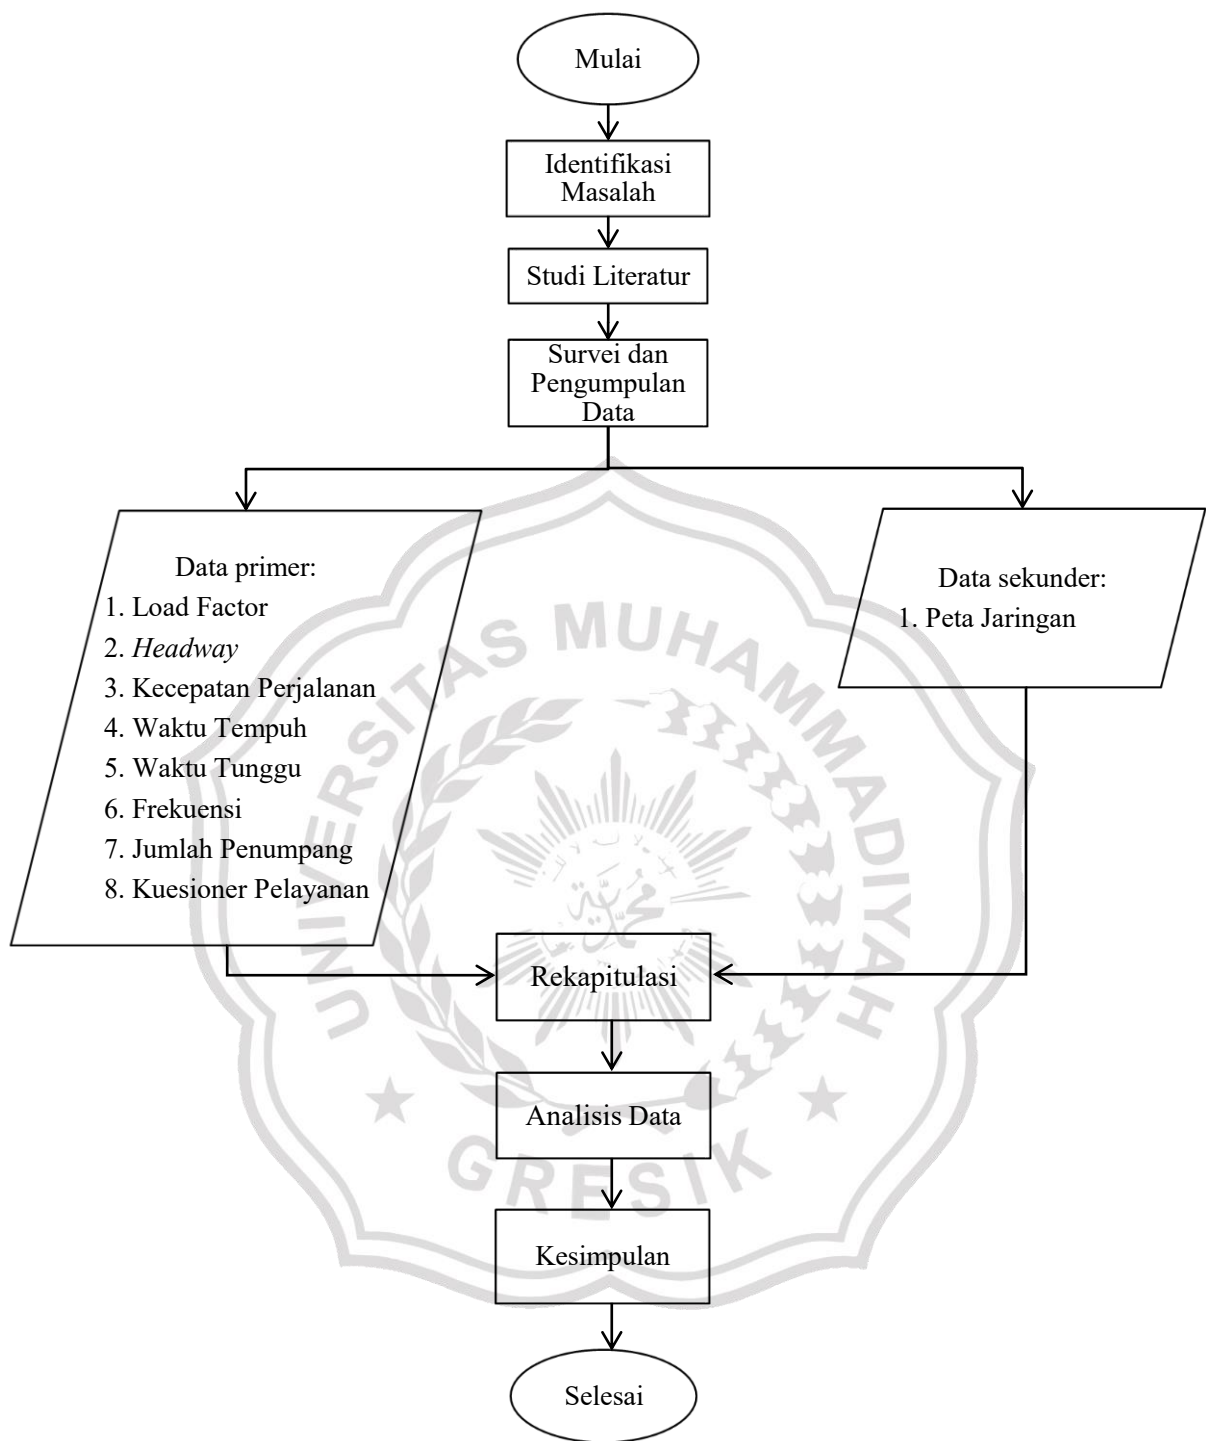 Mulai
Identifikasi
Masalah
Studi Literatur
Survei dan
Pengumpulan
Data
Data primer:
1. Load Factor
2. Headway
3. Kecepatan Perjalanan
4. Waktu Tempuh
5. Waktu Tunggu
6. Frekuensi
7. Jumlah Penumpang
8. Kuesioner Pelayanan
Data sekunder:
1. Peta Jaringan
Rekapitulasi
Analisis Data
Kesimpulan
Selesai
UNIVERSITAS MUHAMMADIYAH
GRESIK